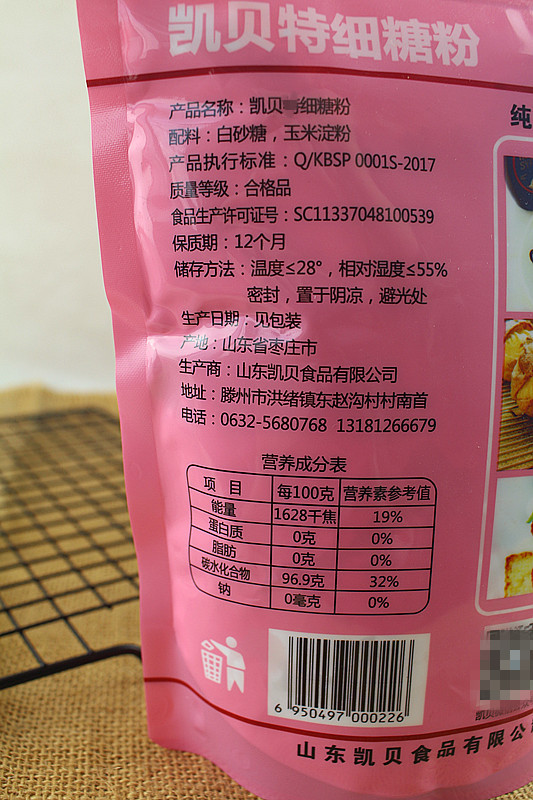 凯贝特细糖粉
产品名称：凯贝特细糖粉
配料：白砂糖，玉米淀粉
产品执行标准：Q/KBSP 0001S-2017
质量等级：合格品
食品生产许可证号：SC11337048100539
保质期：12个月
储存方法：温度≤28°，相对湿度≤55%
密封，置于阴凉，避光处
生产日期：见包装
产地：山东省枣庄市
生产商：山东凯贝食品有限公司
地址：滕州市洪绪镇东赵沟村村南首
电话：0632-5680768 13181266679
营养成分表
项 目 每100克 营养素参考值
能量 1628千焦 19%
蛋白质 0克 0%
脂肪 0克 0%
碳水化合物 96.9克 32%
钠 0毫克 0%
6 950497 000226
山东凯贝食品有限公
纯